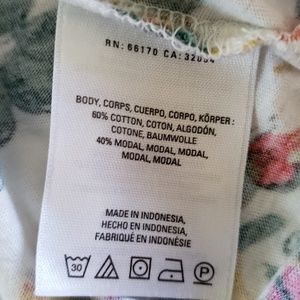 RN: 66170 CA: 32054
BODY, CORPS, CUERPO, CORPO, KÖRPER :
60% COTTON, COTON, ALGODÓN,
COTONE, BAUMWOLLE
40% MODAL, MODAL, MODAL,
MODAL, MODAL
MADE IN INDONESIA,
HECHO EN INDONESIA,
FABRIQUÉ EN INDONÉSIE
30 P